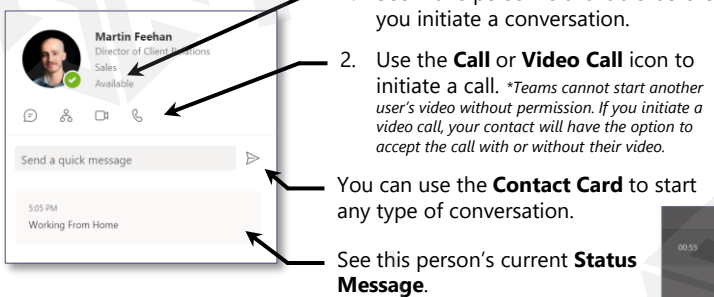 Martin Feehan
Director of Client Relations
Sales
Available
Send a quick message
5:05 PM
Working From Home
you initiate a conversation.
2. Use the Call or Video Call icon to
initiate a call. *Teams cannot start another
user's video without permission. If you initiate a
video call, your contact will have the option to
accept the call with or without their video.
You can use the Contact Card to start
any type of conversation.
See this person's current Status
Message.
00:55